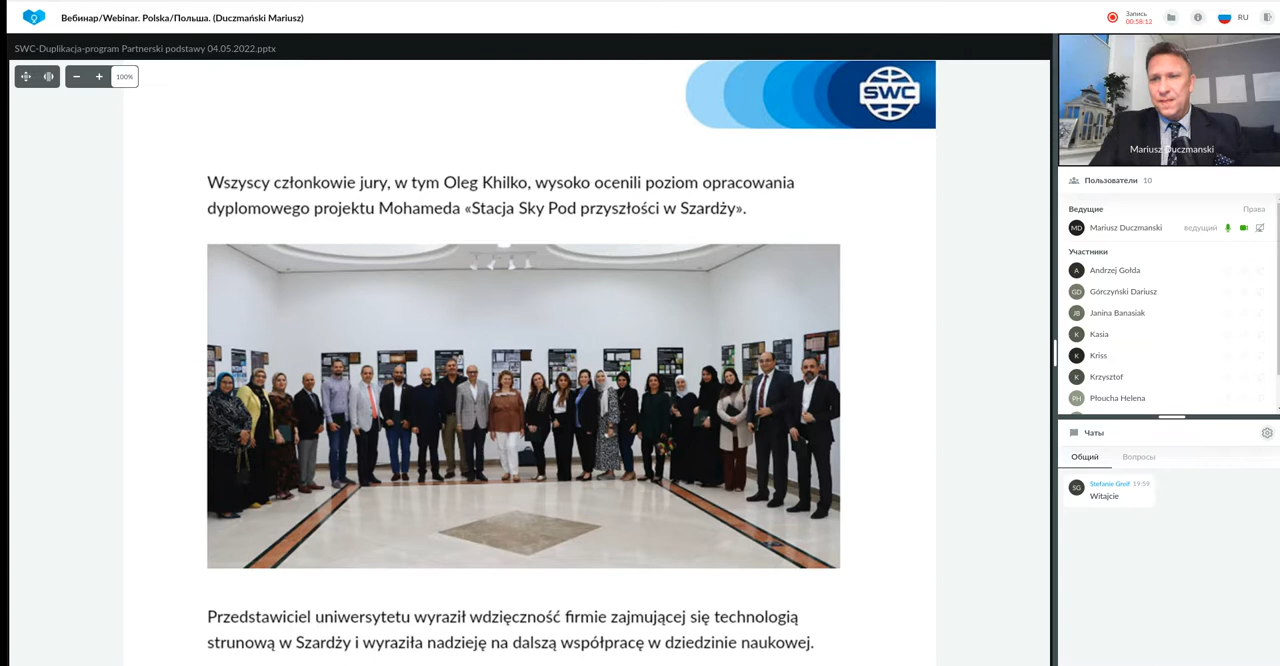 Вебинар/Webinar. Polska/Польша. (Duczmański Mariusz)
Запись
00:58:12
RU
SWC-Duplikacja-program Partnerski podstawy 04.05.2022.pptx
100%
SWC
Wszyscy członkowie jury, w tym Oleg Khilko, wysoko ocenili poziom opracowania
dyplomowego projektu Mohameda «Stacja Sky Pod przyszłości w Szardży».
Przedstawiciel uniwersytetu wyraził wdzięczność firmie zajmującej się technologią
strunową w Szardży i wyraziła nadzieję na dalszą współpracę w dziedzinie naukowej.
Mariusz Duczmanski
Пользователи 10
Ведущие Права
MD Mariusz Duczmanski ведущий
Участники
A Andrzej Gołda
GD Górczyński Dariusz
JB Janina Banasiak
K Kasia
K Kriss
K Krzysztof
PH Płoucha Helena
Чаты
Общий Вопросы
SG Stefanie Greif 19:59
Witajcie